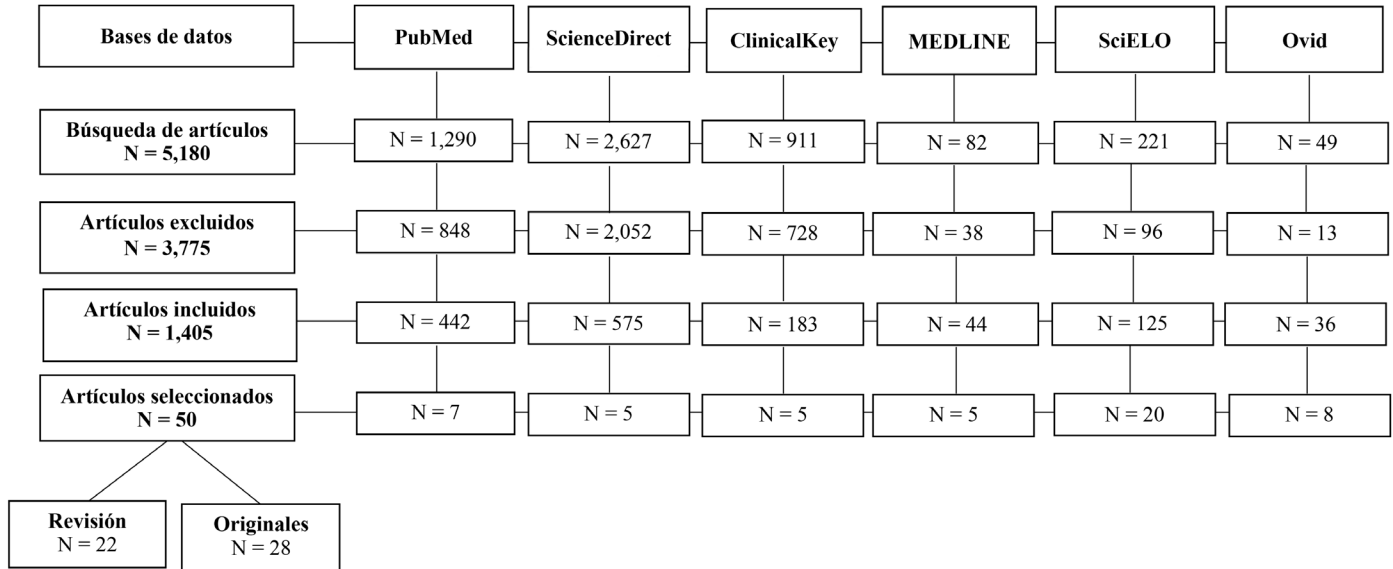 Bases de datos
PubMed
ScienceDirect
ClinicalKey
MEDLINE
SciELO
Ovid
Búsqueda de artículos
N = 5,180
N = 1,290
N = 2,627
N = 911
N = 82
N = 221
N = 49
Artículos excluidos
N = 3,775
N = 848
N = 2,052
N = 728
N = 38
N = 96
N = 13
Artículos incluidos
N = 1,405
N = 442
N = 575
N = 183
N = 44
N = 125
N = 36
Artículos seleccionados
N = 50
N = 7
N = 5
N = 5
N = 5
N = 20
N = 8
Revisión
N = 22
Originales
N = 28